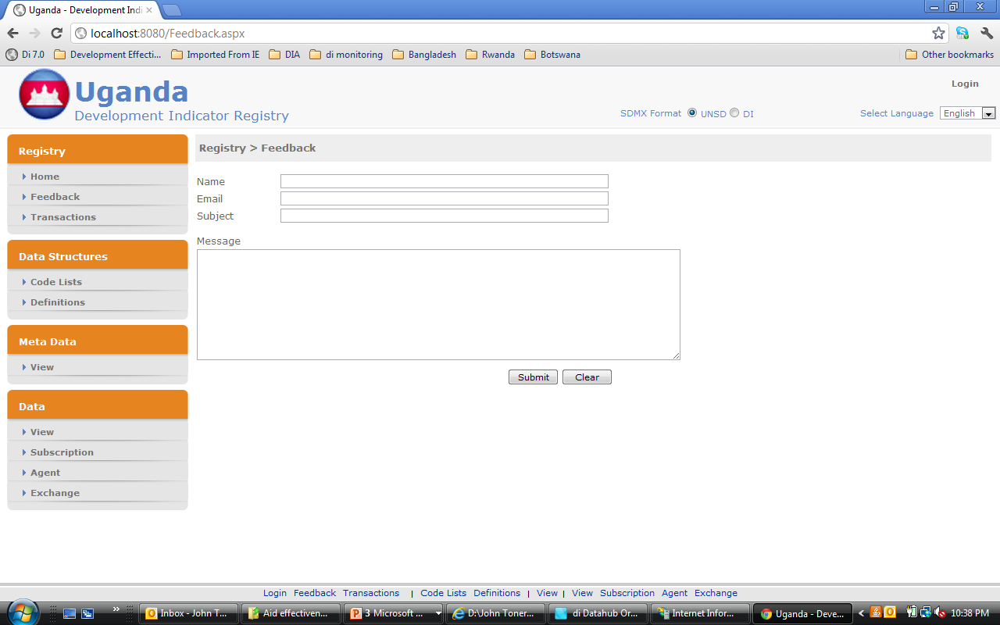 Uganda - Development Indi
localhost:8080/Feedback.aspx
Di 7.0 Development Effecti... Imported From IE DIA di monitoring Bangladesh Rwanda Botswana Other bookmarks
Uganda
Development Indicator Registry
Login
SDMX Format UNSD DI
Select Language English
Registry
Home
Feedback
Transactions
Data Structures
Code Lists
Definitions
Meta Data
View
Data
View
Subscription
Agent
Exchange
Registry > Feedback
Name
Email
Subject
Message
Submit Clear
Login Feedback Transactions | Code Lists Definitions | View | View Subscription Agent Exchange
Inbox - John T... Aid effectiven... 3 Microsoft ... D:\John Toner... di Datahub Or... Internet Infor... Uganda - Deve... 10:38 PM